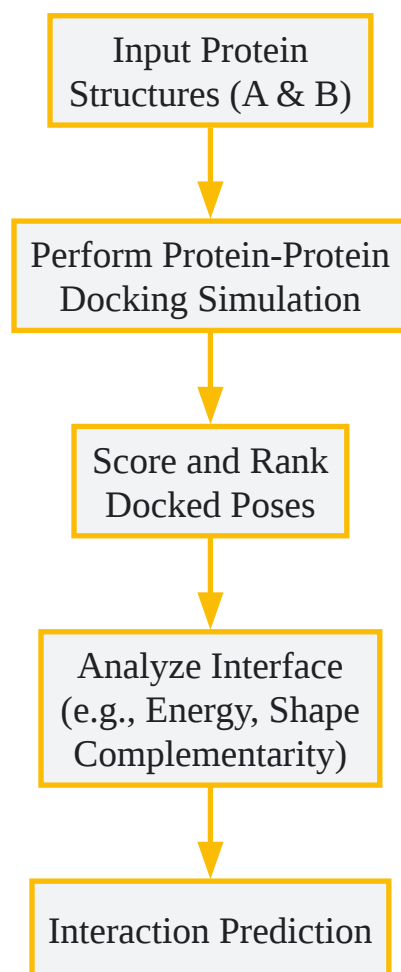 Input Protein
Structures (A & B)
Perform Protein-Protein
Docking Simulation
Score and Rank
Docked Poses
Analyze Interface
(e.g., Energy, Shape
Complementarity)
Interaction Prediction